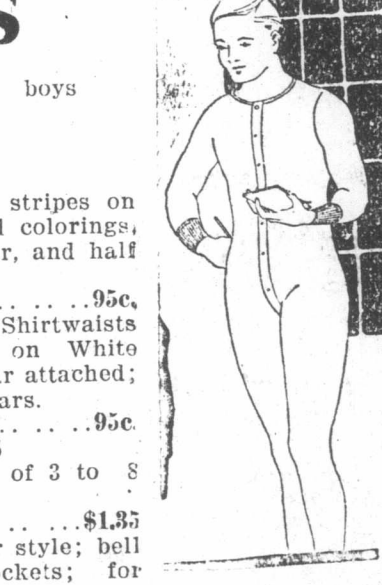 s
boys
stripes on
colorings,
r, and half
.. .. ..95c.
Shirtwaists
on White
r attached;
ars.
.. .. ..95c.
of 3 to 8
.. ...$1.35
style; bell
ckets; for